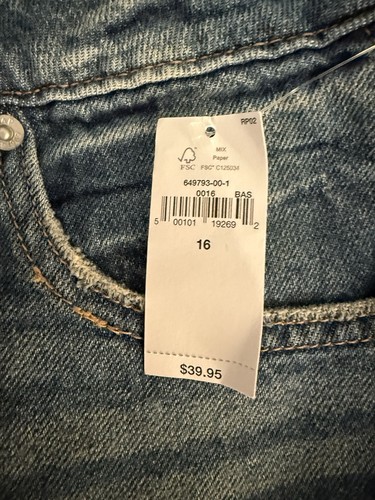 RP02
MIX
Paper
FSC FSC® C125034
649793-00-1
0016 BAS
5 00101 19269 2
16
$39.95